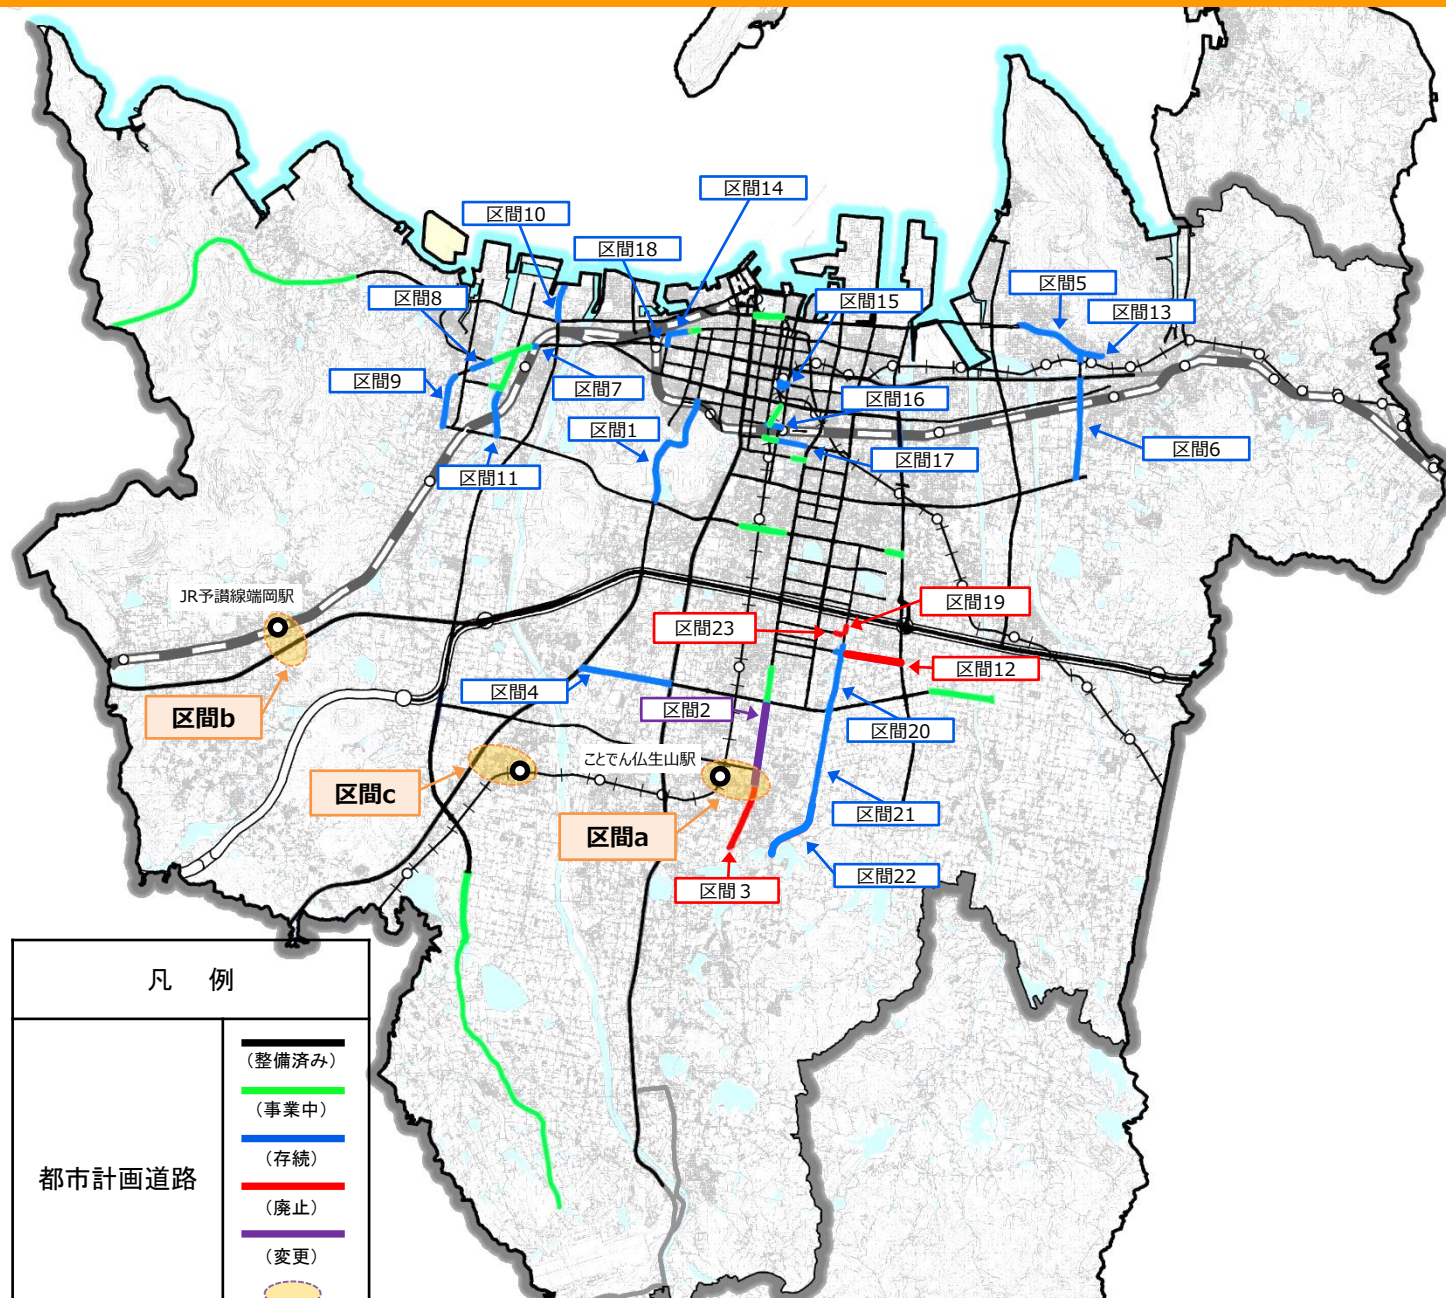 区間14
区間10
区間18
区間5
区間8
区間15
区間13
区間9
区間7
区間16
区間1
区間6
区間17
区間11
JR予讃線端岡駅
区間19
区間23
区間12
区間4
区間b
区間2
区間20
ことでん仏生山駅
区間c
区間21
区間a
区間22
区間３
凡　例
都市計画道路
（整備済み）
（事業中）
（存続）
（廃止）
（変更）